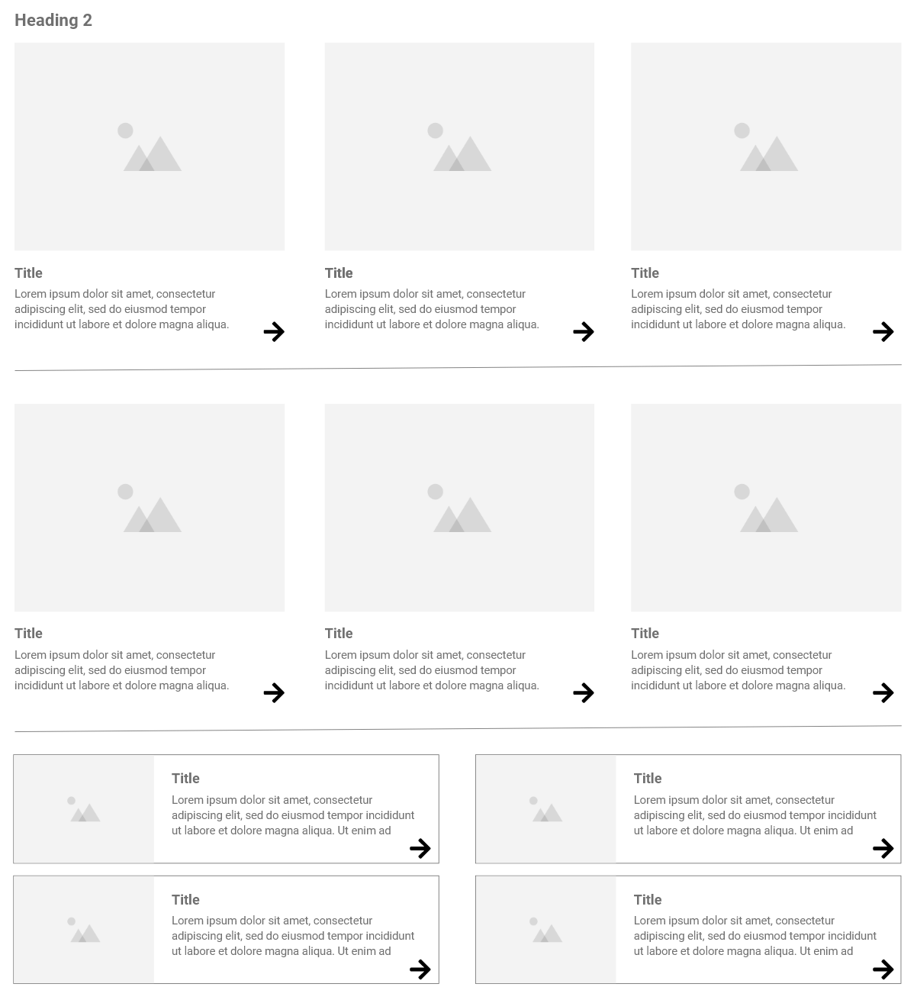 Heading 2
Title
Lorem ipsum dolor sit amet, consectetur
adipiscing elit, sed do eiusmod tempor
incididunt ut labore et dolore magna aliqua.
Title
Lorem ipsum dolor sit amet, consectetur
adipiscing elit, sed do eiusmod tempor
incididunt ut labore et dolore magna aliqua.
Title
Lorem ipsum dolor sit amet, consectetur
adipiscing elit, sed do eiusmod tempor
incididunt ut labore et dolore magna aliqua.
Title
Lorem ipsum dolor sit amet, consectetur
adipiscing elit, sed do eiusmod tempor
incididunt ut labore et dolore magna aliqua.
Title
Lorem ipsum dolor sit amet, consectetur
adipiscing elit, sed do eiusmod tempor
incididunt ut labore et dolore magna aliqua.
Title
Lorem ipsum dolor sit amet, consectetur
adipiscing elit, sed do eiusmod tempor
incididunt ut labore et dolore magna aliqua.
Title
Lorem ipsum dolor sit amet, consectetur
adipiscing elit, sed do eiusmod tempor incididunt
ut labore et dolore magna aliqua. Ut enim ad
Title
Lorem ipsum dolor sit amet, consectetur
adipiscing elit, sed do eiusmod tempor incididunt
ut labore et dolore magna aliqua. Ut enim ad
Title
Lorem ipsum dolor sit amet, consectetur
adipiscing elit, sed do eiusmod tempor incididunt
ut labore et dolore magna aliqua. Ut enim ad
Title
Lorem ipsum dolor sit amet, consectetur
adipiscing elit, sed do eiusmod tempor incididunt
ut labore et dolore magna aliqua. Ut enim ad